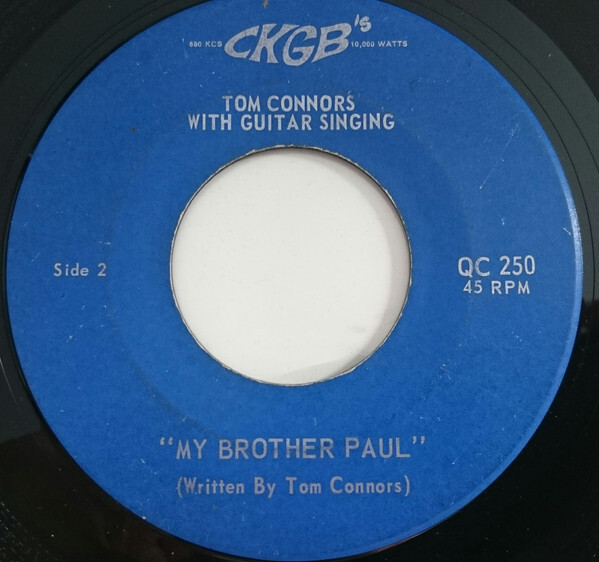 CKGB's
680 KCS 10,000 WATTS
TOM CONNORS
WITH GUITAR SINGING
Side 2
QC 250
45 RPM
"MY BROTHER PAUL"
(Written By Tom Connors)